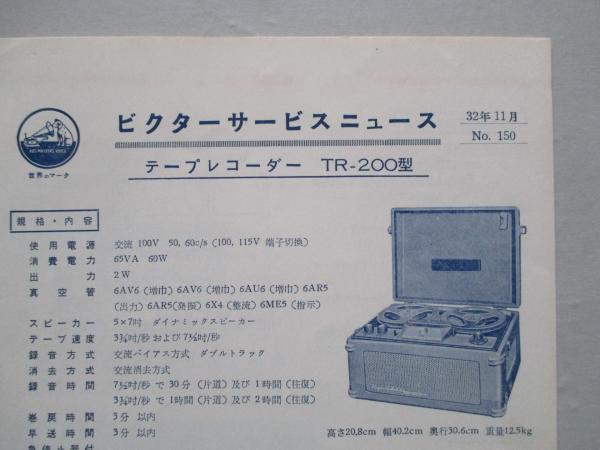 ビクターサービスニュース
32年11月
No. 150
"HIS MASTER'S VOICE"
世界のマーク
テープレコーダー TR-200型
規格・内容
使用電源 交流 100V 50, 60c/s (100, 115V 端子切換)
消費電力 65VA 60W
出力 2W
真空管 6AV6 (増巾) 6AV6 (増巾) 6AU6 (増巾) 6AR5
(出力) 6AR5(発振) 6X4 (整流) 6ME5 (指示)
スピーカー 5×7吋 ダイナミックスピーカー
テープ速度 3¾吋/秒 および 7½吋/秒
録音方式 交流バイアス方式 ダブルトラック
消去方式 交流消去方式
録音時間 7½吋/秒 で 30分 (片道) 及び 1時間 (往復)
3¾吋/秒 で 1時間 (片道) 及び 2時間 (往復)
巻戻時間 3分 以内
早送時間 3分 以内
高さ20.8cm 幅40.2cm 奥行30.6cm 重量12.5kg